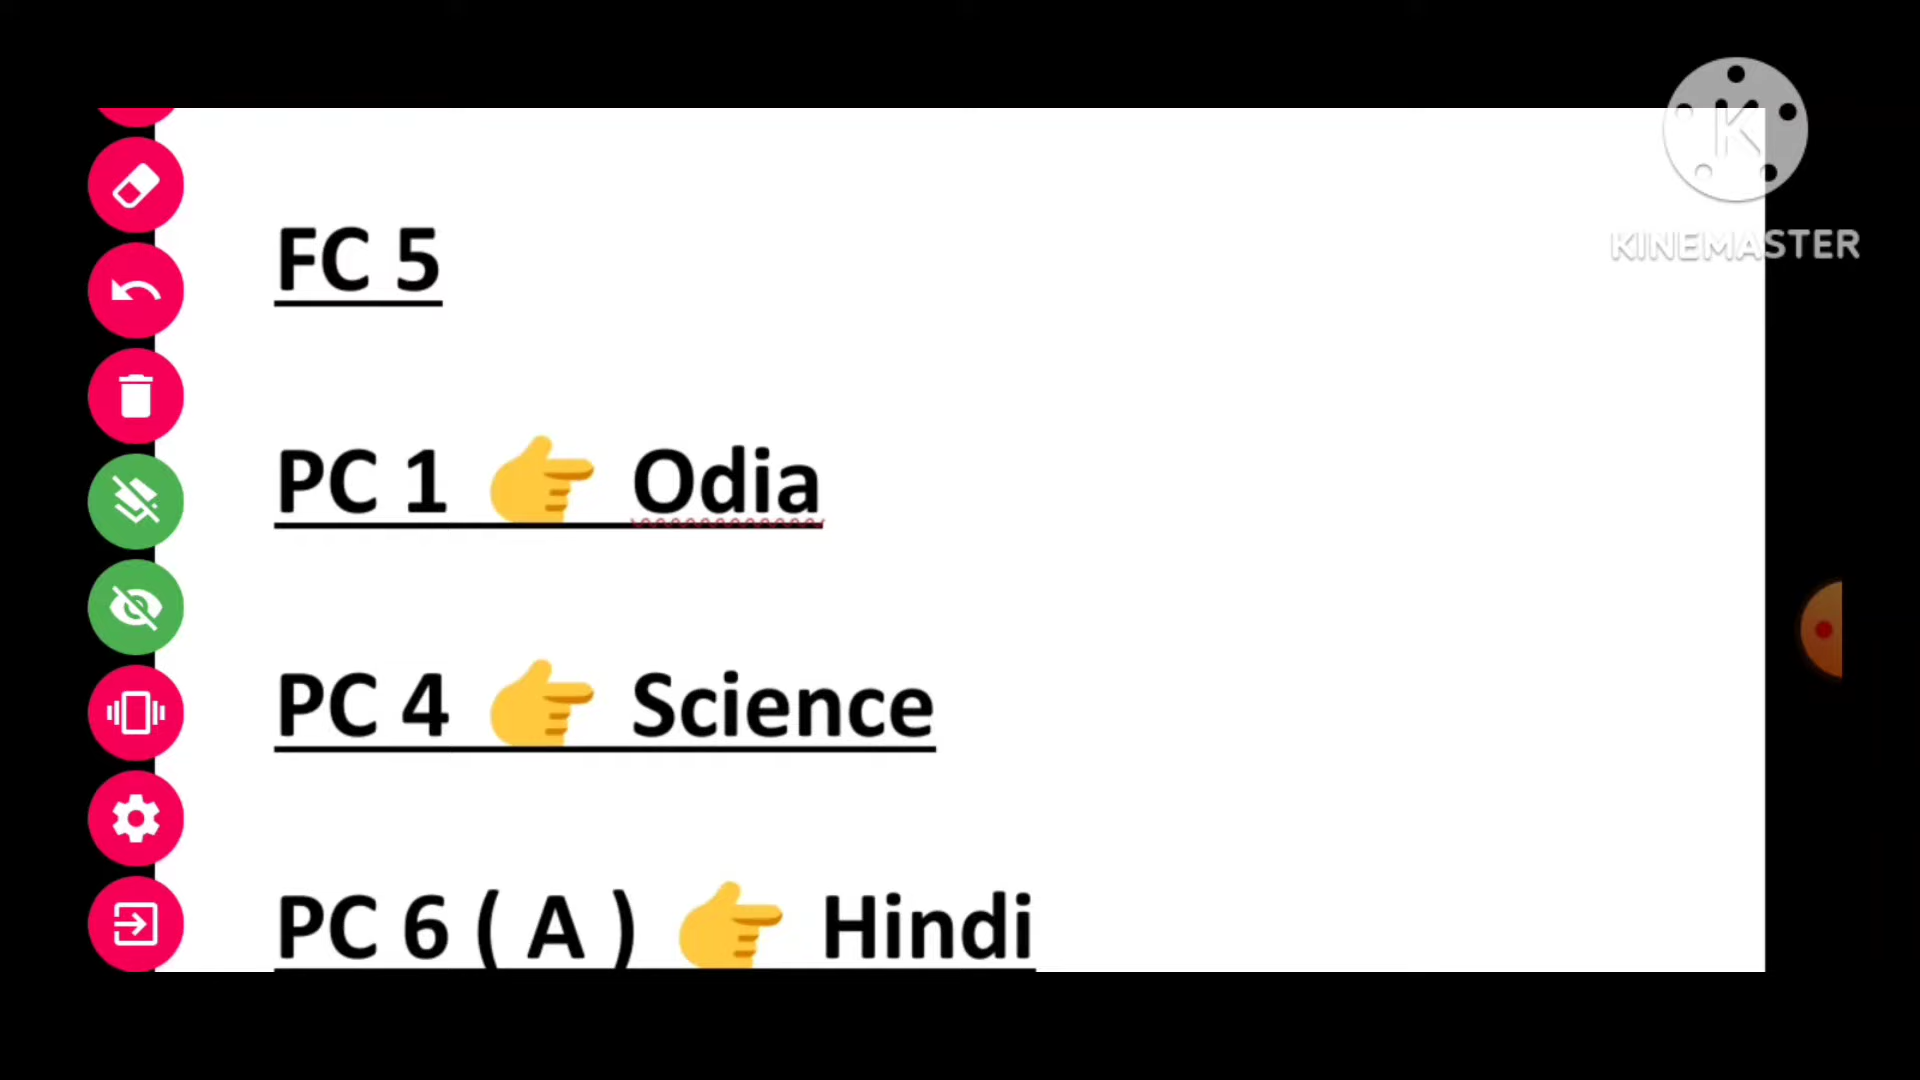 FC 5
PC 1 👉 Odia
PC 4 👉 Science
PC 6 ( A ) 👉 Hindi
K
KINEMASTER